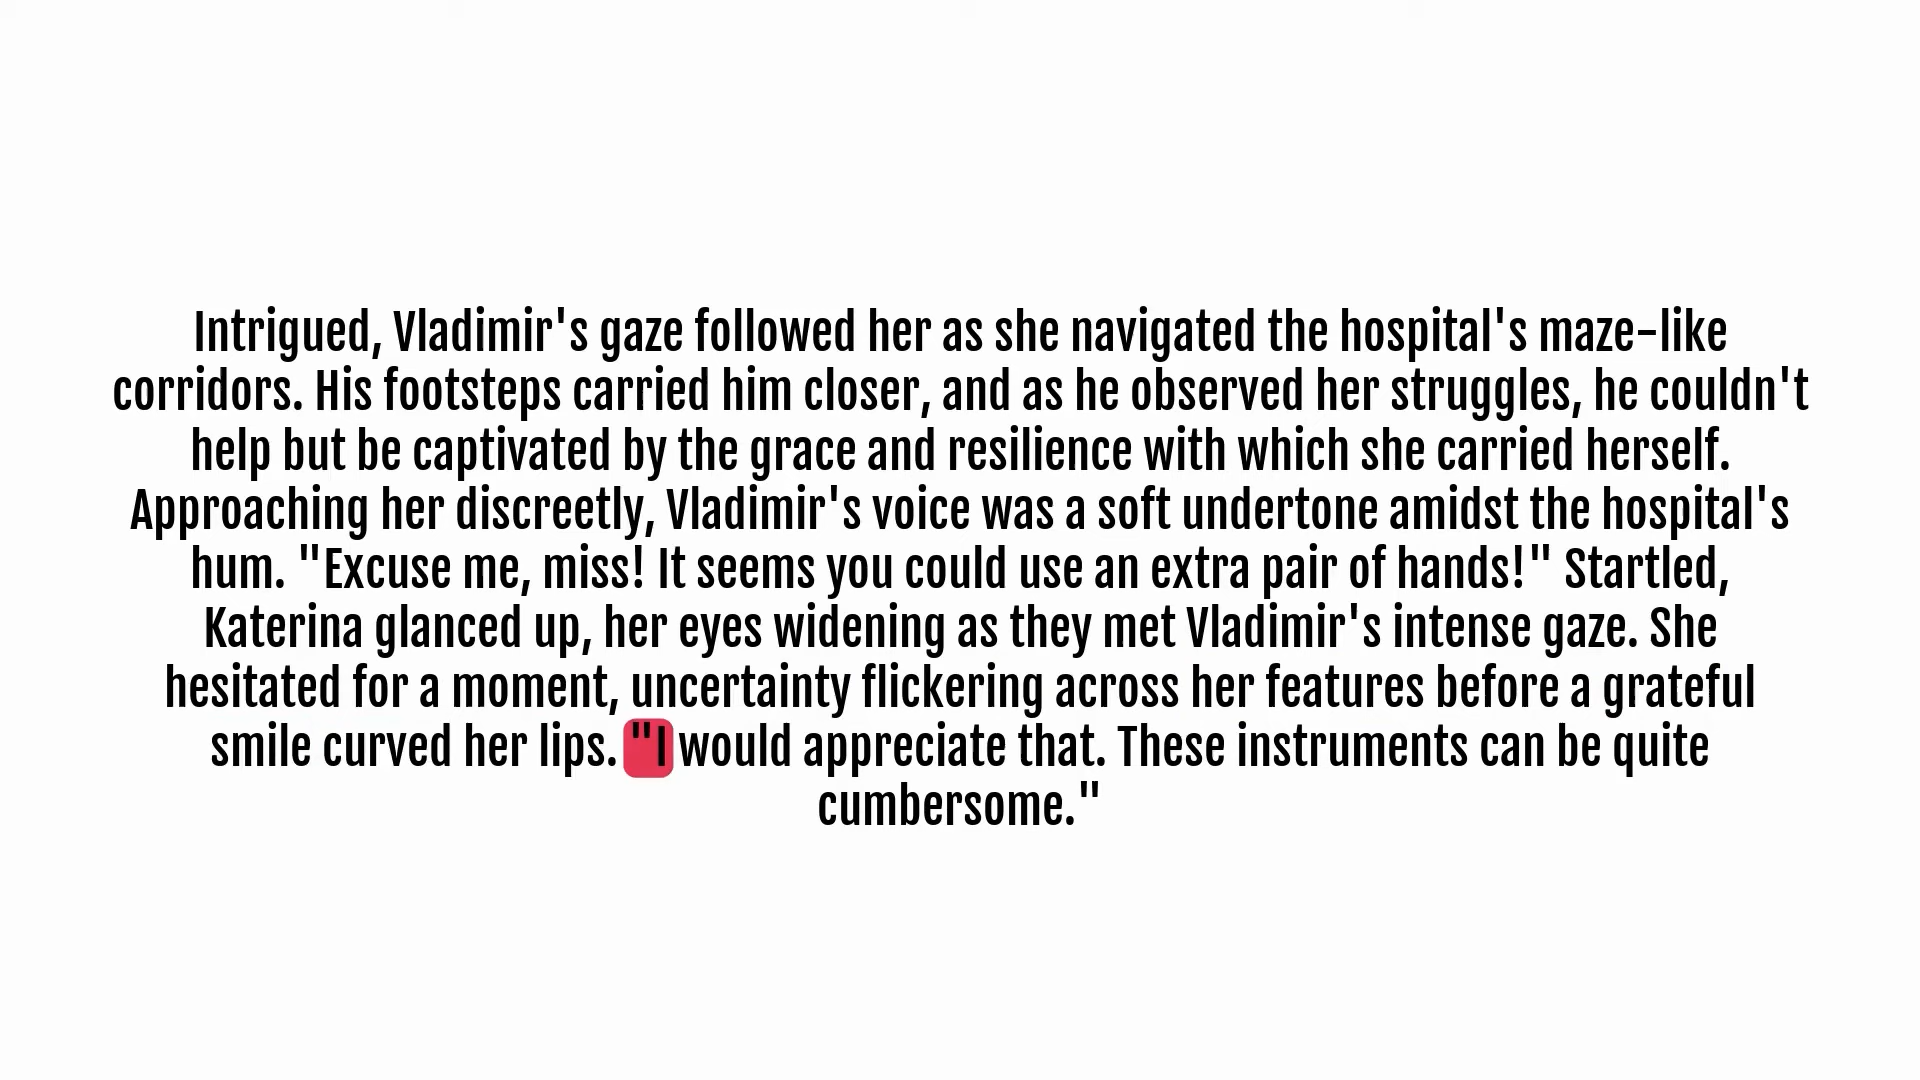 Intrigued, Vladimir's gaze followed her as she navigated the hospital's maze-like
corridors. His footsteps carried him closer, and as he observed her struggles, he couldn't
help but be captivated by the grace and resilience with which she carried herself.
Approaching her discreetly, Vladimir's voice was a soft undertone amidst the hospital's
hum. "Excuse me, miss! It seems you could use an extra pair of hands!" Startled,
Katerina glanced up, her eyes widening as they met Vladimir's intense gaze. She
hesitated for a moment, uncertainty flickering across her features before a grateful
smile curved her lips. "I would appreciate that. These instruments can be quite
cumbersome."